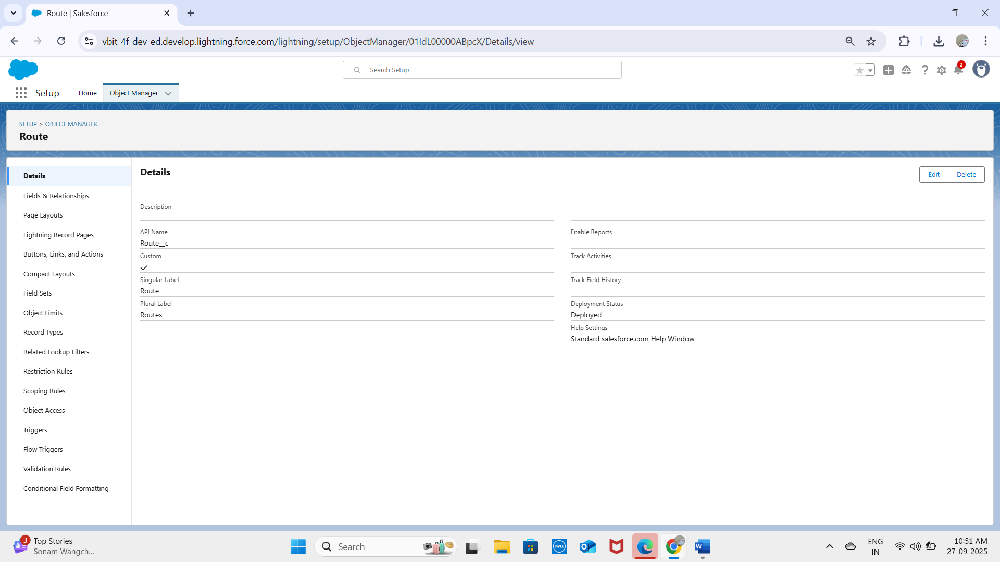 Route | Salesforce
vbit-4f-dev-ed.develop.lightning.force.com/lightning/setup/ObjectManager/01IdL00000ABpcX/Details/view
Search Setup
2
Setup
Home
Object Manager
SETUP > OBJECT MANAGER
Route
Details
Fields & Relationships
Page Layouts
Lightning Record Pages
Buttons, Links, and Actions
Compact Layouts
Field Sets
Object Limits
Record Types
Related Lookup Filters
Restriction Rules
Scoping Rules
Object Access
Triggers
Flow Triggers
Validation Rules
Conditional Field Formatting
Details
Edit
Delete
Description
API Name
Route__c
Custom
Singular Label
Route
Plural Label
Routes
Enable Reports
Track Activities
Track Field History
Deployment Status
Deployed
Help Settings
Standard salesforce.com Help Window
3
Top Stories
Sonam Wangch...
Search
DELL
ENG
IN
10:51 AM
27-09-2025